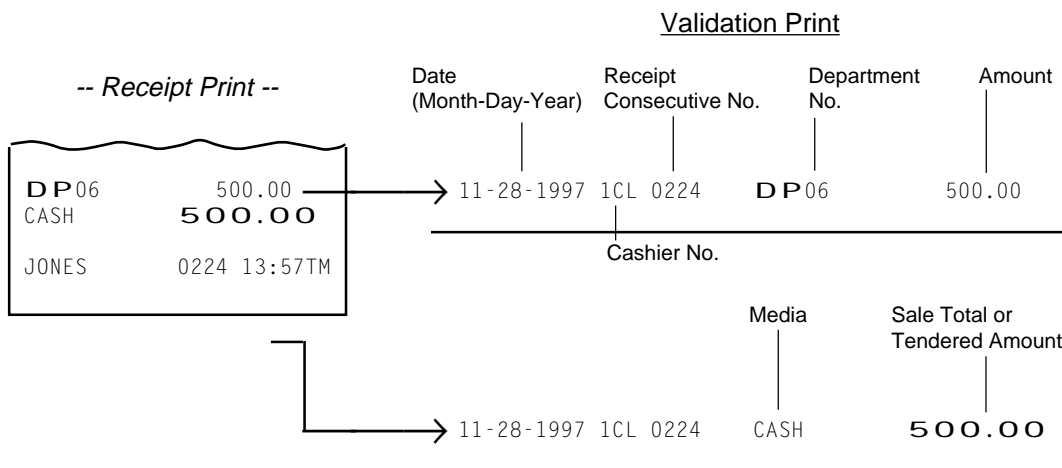 Validation Print
-- Receipt Print --
Date
(Month-Day-Year)
Receipt
Consecutive No.
Department
No.
Amount
DP06 500.00
CASH 500.00
JONES 0224 13:57TM
11-28-1997 1CL 0224 DP06 500.00
Cashier No.
Media
Sale Total or
Tendered Amount
11-28-1997 1CL 0224 CASH 500.00